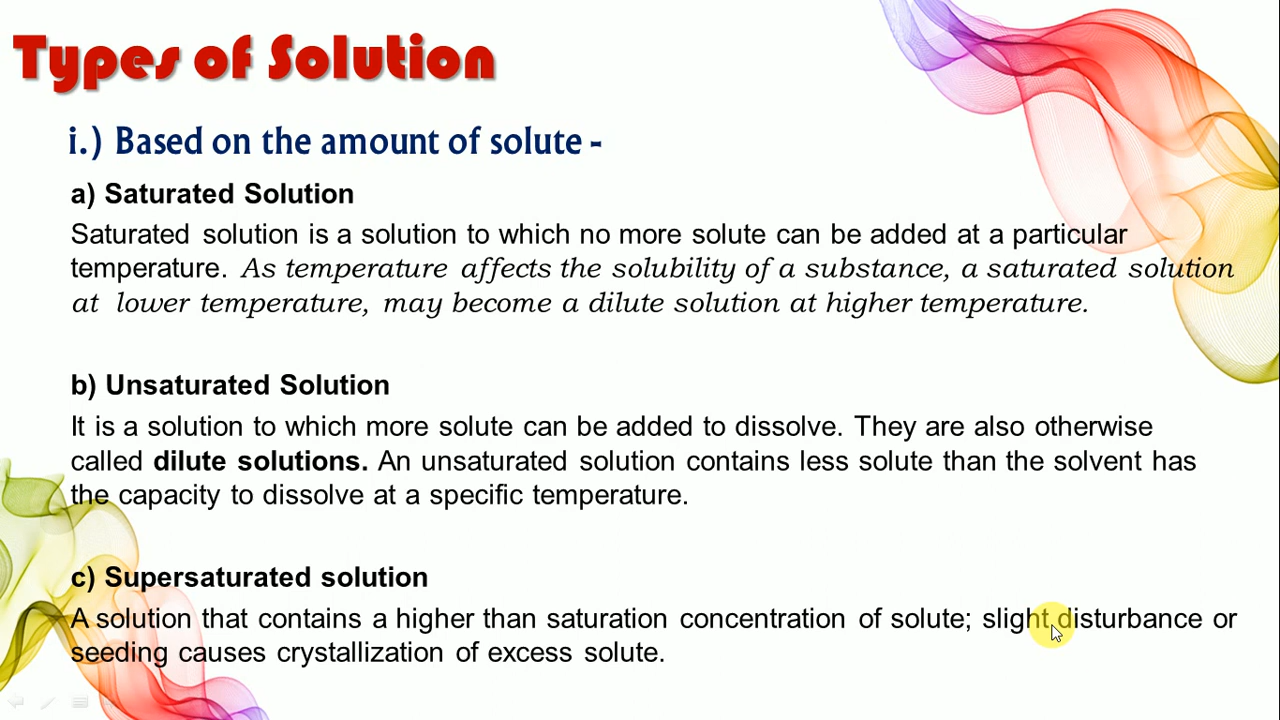 Types of Solution
i.) Based on the amount of solute -
a) Saturated Solution
Saturated solution is a solution to which no more solute can be added at a particular
temperature. As temperature affects the solubility of a substance, a saturated solution
at lower temperature, may become a dilute solution at higher temperature.
b) Unsaturated Solution
It is a solution to which more solute can be added to dissolve. They are also otherwise
called dilute solutions. An unsaturated solution contains less solute than the solvent has
the capacity to dissolve at a specific temperature.
c) Supersaturated solution
A solution that contains a higher than saturation concentration of solute; slight disturbance or
seeding causes crystallization of excess solute.